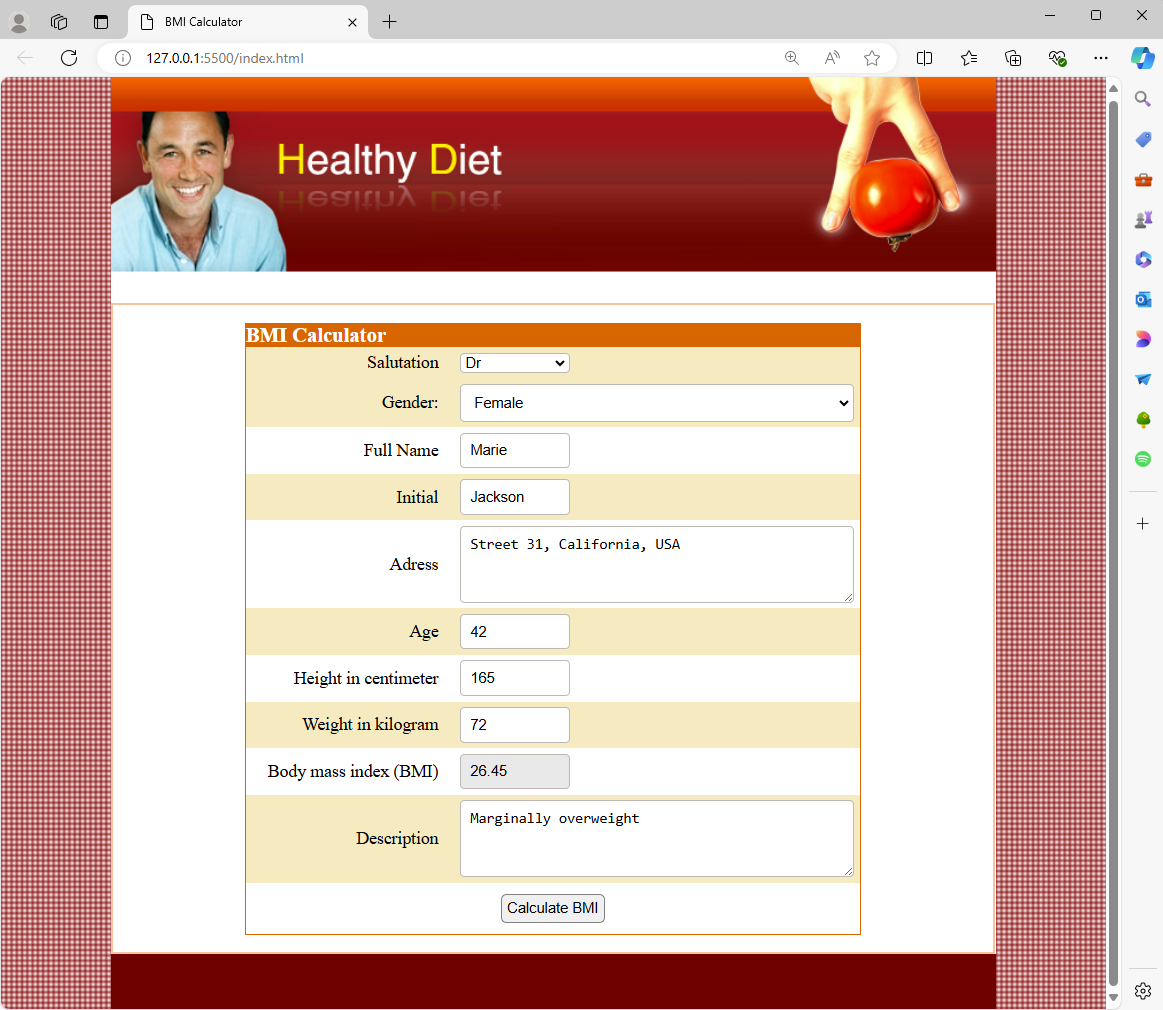 BMI Calculator
127.0.0.1:5500/index.html
Healthy Diet
BMI Calculator
Salutation Dr
Gender: Female
Full Name Marie
Initial Jackson
Adress Street 31, California, USA
Age 42
Height in centimeter 165
Weight in kilogram 72
Body mass index (BMI) 26.45
Description Marginally overweight
Calculate BMI